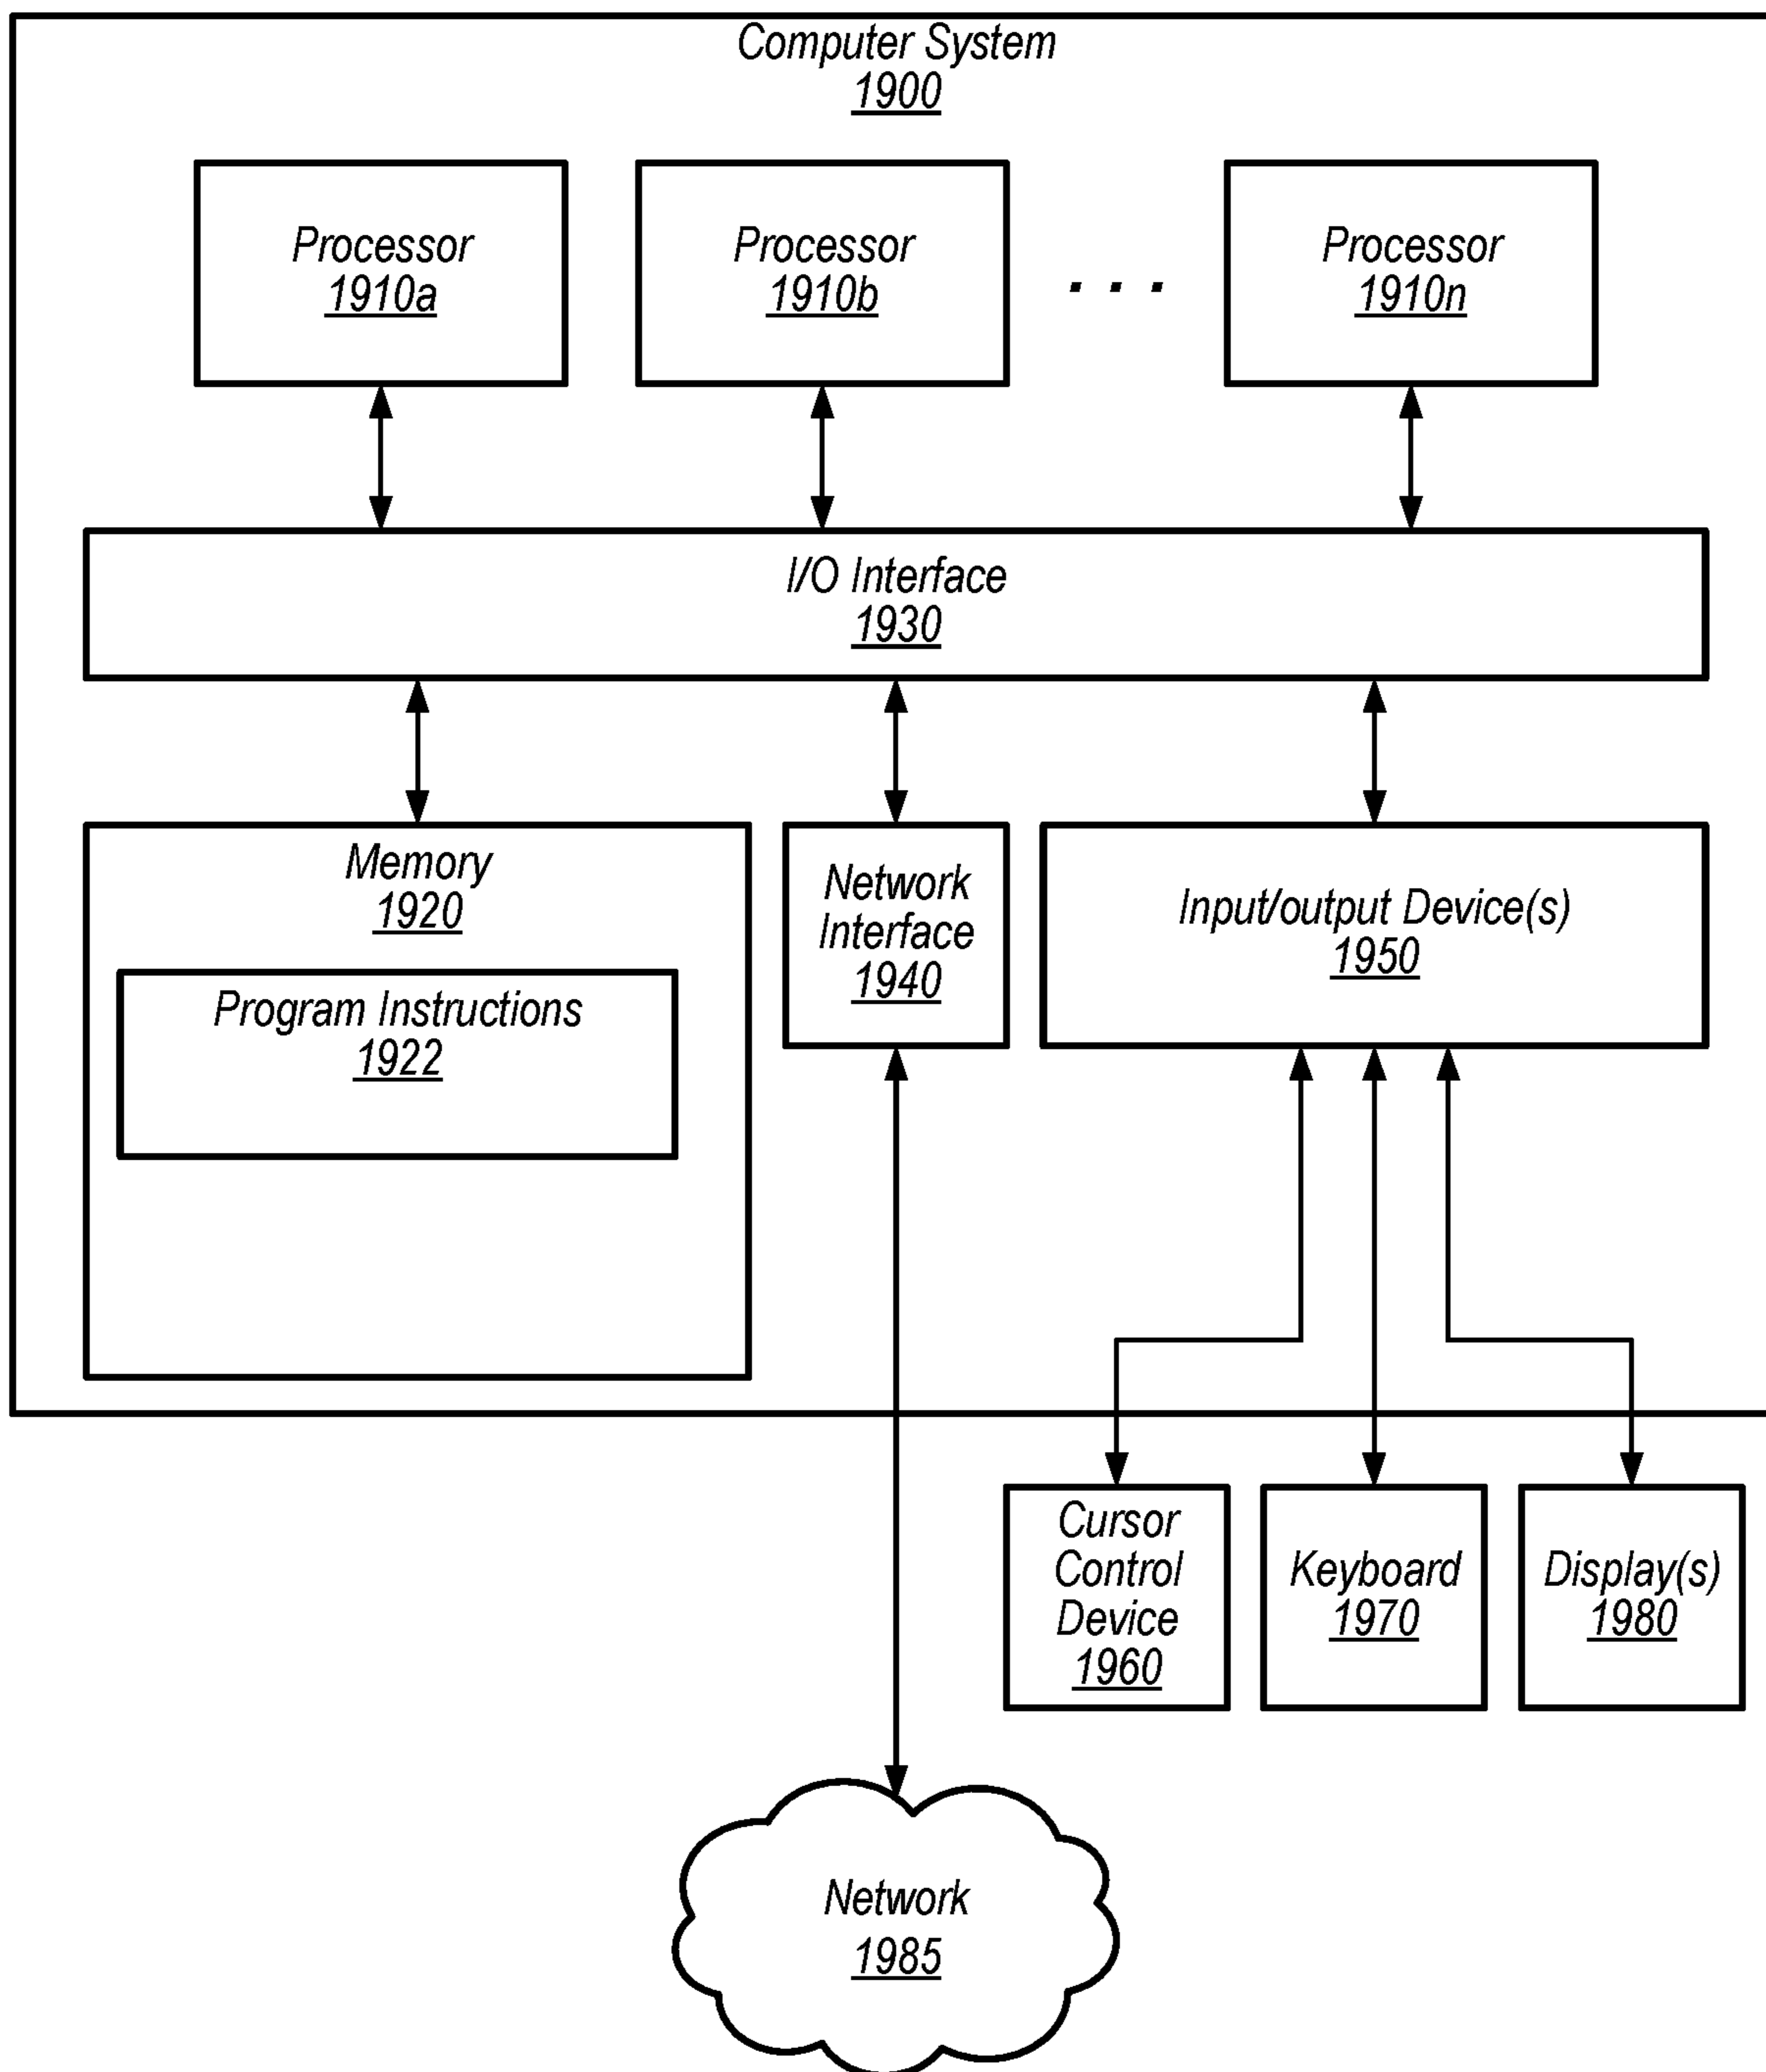 Computer System
1900
Processor
1910a
Processor
1910b
. . .
Processor
1910n
I/O Interface
1930
Memory
1920
Program Instructions
1922
Network
Interface
1940
Input/output Device(s)
1950
Cursor
Control
Device
1960
Keyboard
1970
Display(s)
1980
Network
1985